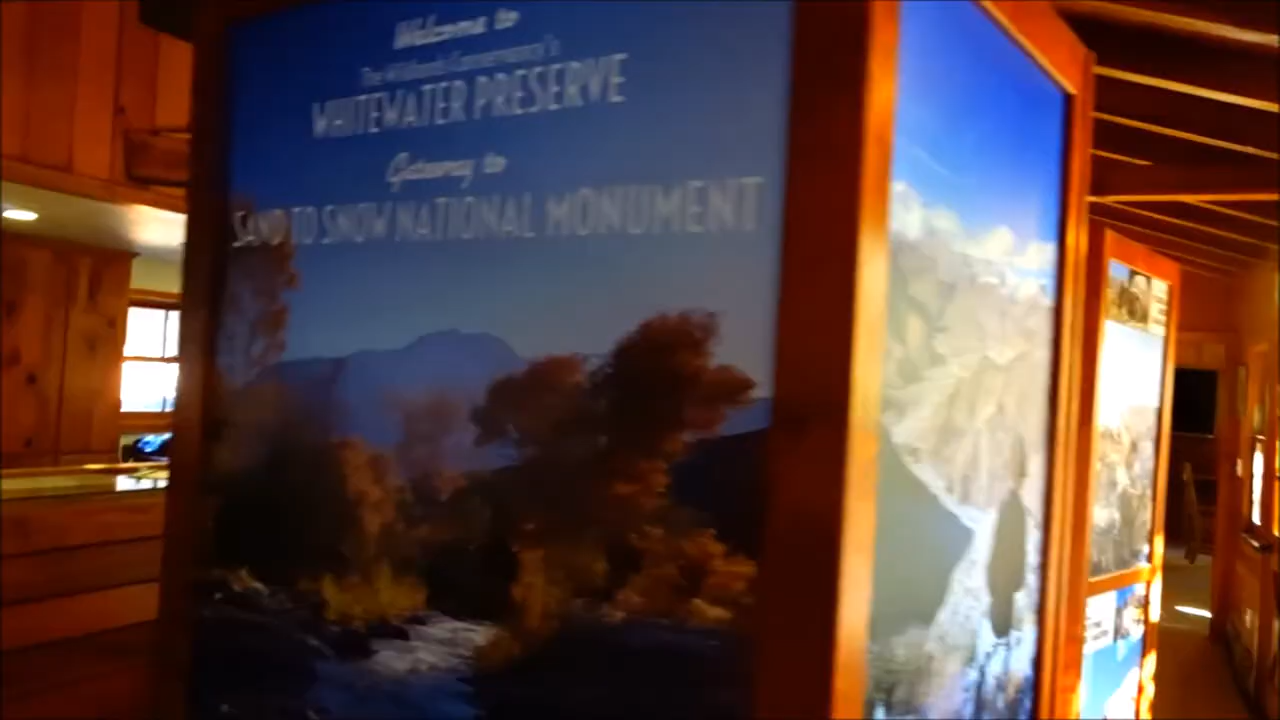 Welcome to
The Wildlands Conservancy's
WHITEWATER PRESERVE
Gateway to
SAND TO SNOW NATIONAL MONUMENT